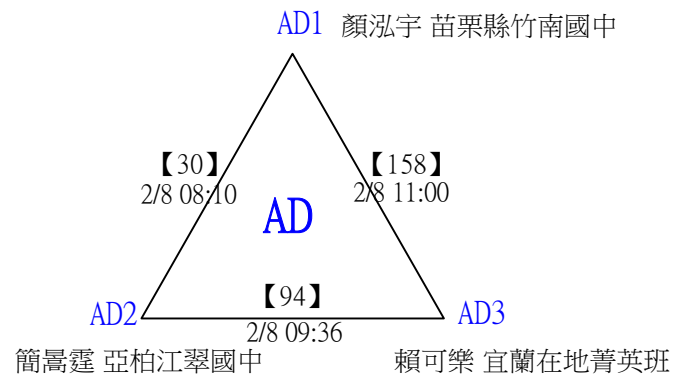 AD1 顏泓宇 苗栗縣竹南國中
【30】 【158】
2/8 08:10 2/8 11:00
AD
【94】
AD2 AD3
2/8 09:36
簡暠霆 亞柏江翠國中 賴可樂 宜蘭在地菁英班